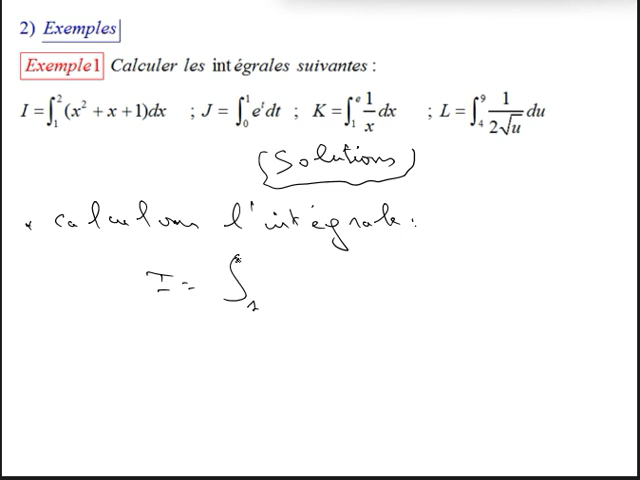 2) Exemples
Exemple1 Calculer les intégrales suivantes :
I = ∫₁² (x² + x + 1)dx ; J = ∫₀¹ eᵗ dt ; K = ∫₁ᵉ 1/x dx ; L = ∫₄⁹ 1/(2√u) du
(Solutions)
* Calculons l'intégrale :
I = ∫₁